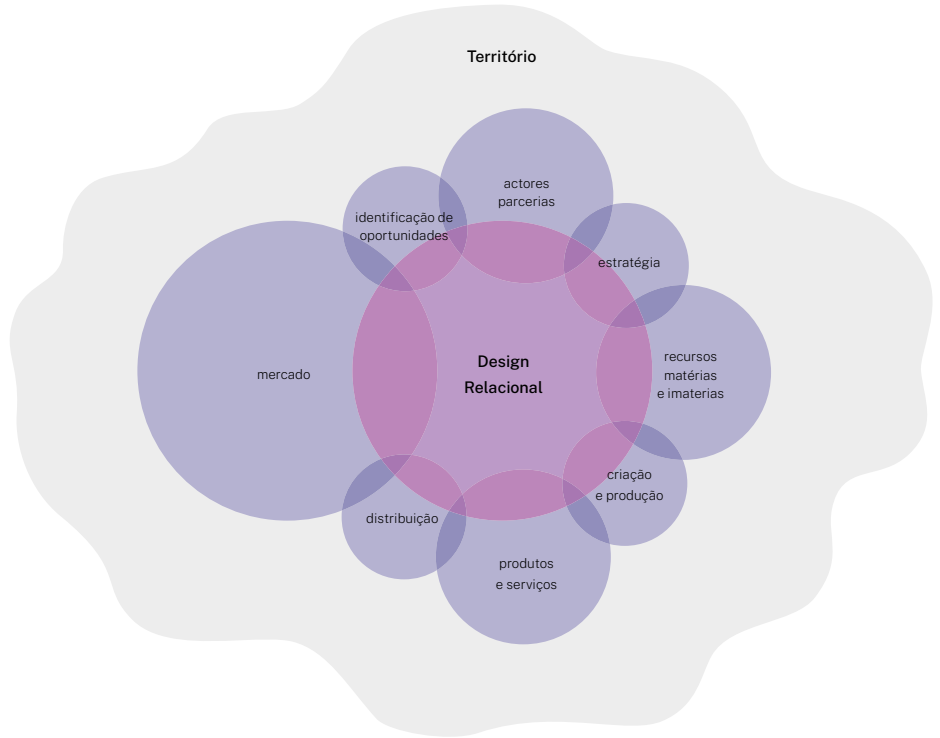 Território
actores
parcerias
identificação de
oportunidades
estratégia
mercado
Design
Relacional
recursos
matérias
e imaterias
criação
e produção
distribuição
produtos
e serviços